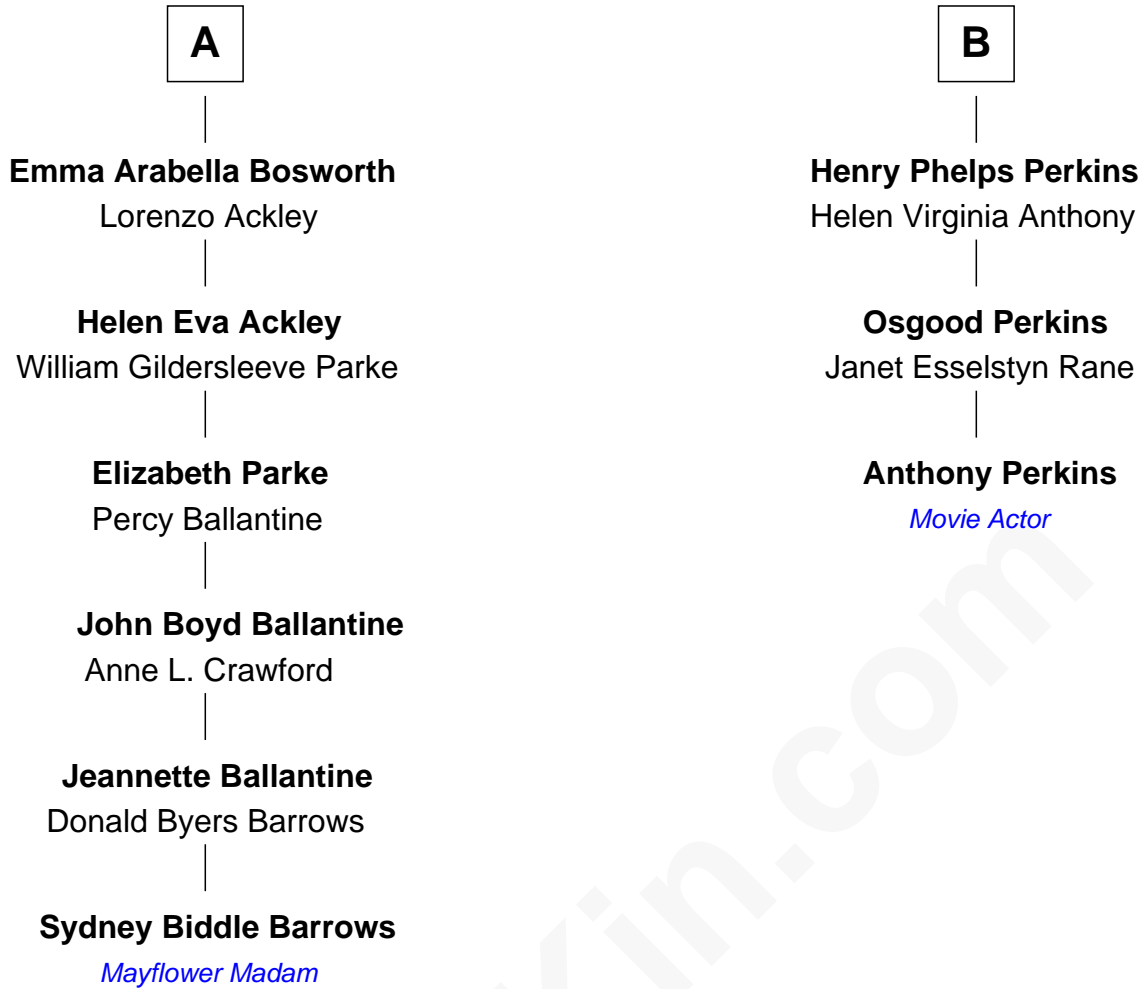 A
Emma Arabella Bosworth
Lorenzo Ackley
Helen Eva Ackley
William Gildersleeve Parke
Elizabeth Parke
Percy Ballantine
John Boyd Ballantine
Anne L. Crawford
Jeannette Ballantine
Donald Byers Barrows
Sydney Biddle Barrows
Mayflower Madam
B
Henry Phelps Perkins
Helen Virginia Anthony
Osgood Perkins
Janet Esselstyn Rane
Anthony Perkins
Movie Actor